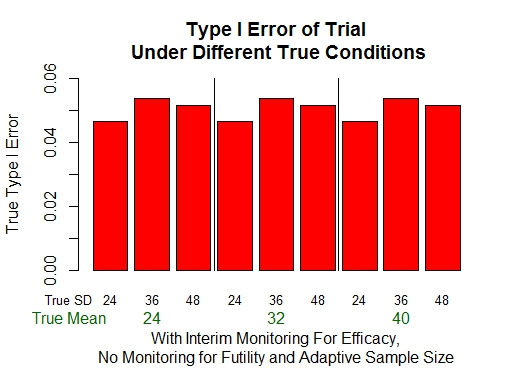 Type I Error of Trial
Under Different True Conditions
True Type I Error
0.06
0.04
0.02
0.00
True SD 24 36 48 24 36 48 24 36 48
True Mean 24 32 40
With Interim Monitoring For Efficacy,
No Monitoring for Futility and Adaptive Sample Size